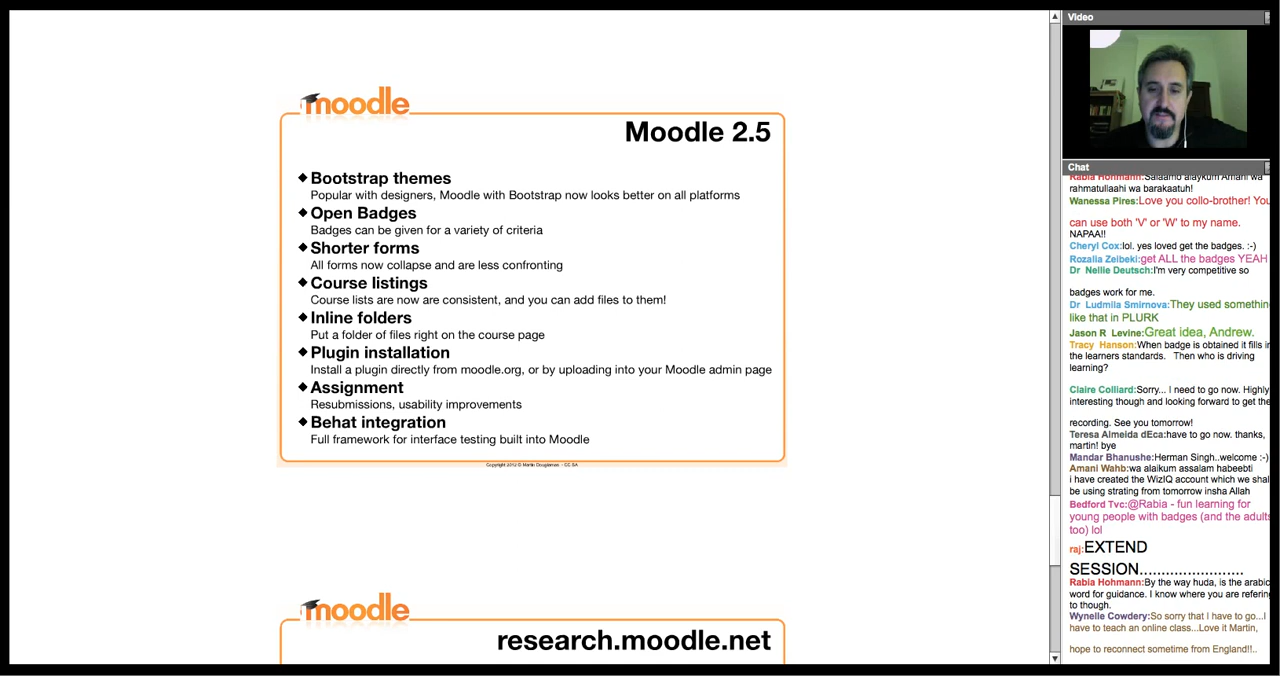 moodle
Moodle 2.5
Bootstrap themes
Popular with designers, Moodle with Bootstrap now looks better on all platforms
Open Badges
Badges can be given for a variety of criteria
Shorter forms
All forms now collapse and are less confronting
Course listings
Course lists are now are consistent, and you can add files to them!
Inline folders
Put a folder of files right on the course page
Plugin installation
Install a plugin directly from moodle.org, or by uploading into your Moodle admin page
Assignment
Resubmissions, usability improvements
Behat integration
Full framework for interface testing built into Moodle
Martin Dougiamas - CC-SA
moodle
research.moodle.net
Video
Chat
Rabia Hohmann:Salaamo alaykum Amani wa
rahmatullaahi wa barakaatuh!
Wanessa Pires:Love you collo-brother! You
can use both 'V' or 'W' to my name.
NAPAA!!
Cheryl Cox:lol. yes loved get the badges. :-)
Rozalia Zeibeki:get ALL the badges YEAH
Dr Nellie Deutsch:I'm very competitive so
badges work for me.
Dr Ludmila Smirnova:They used somethin
like that in PLURK
Jason R Levine:Great idea, Andrew.
Tracy Hanson:When badge is obtained it fills in
the learners standards. Then who is driving
learning?
Claire Colliard:Sorry... I need to go now. Highly
interesting though and looking forward to get the
recording. See you tomorrow!
Teresa Almeida dEca:have to go now. thanks,
martin! bye
Mandar Bhanushe:Herman Singh..welcome :-)
Amani Wahb:wa alaikum assalam habeebti
i have created the WizIQ account which we shal
be using strating from tomorrow insha Allah
Bedford Tvc:@Rabia - fun learning for
young people with badges (and the adults
too) lol
raj:EXTEND
SESSION.......................
Rabia Hohmann:By the way huda, is the arabic
word for guidance. I know where you are refering
to though.
Wynelle Cowdery:So sorry that I have to go...I
have to teach an online class...Love it Martin,
hope to reconnect sometime from England!!..